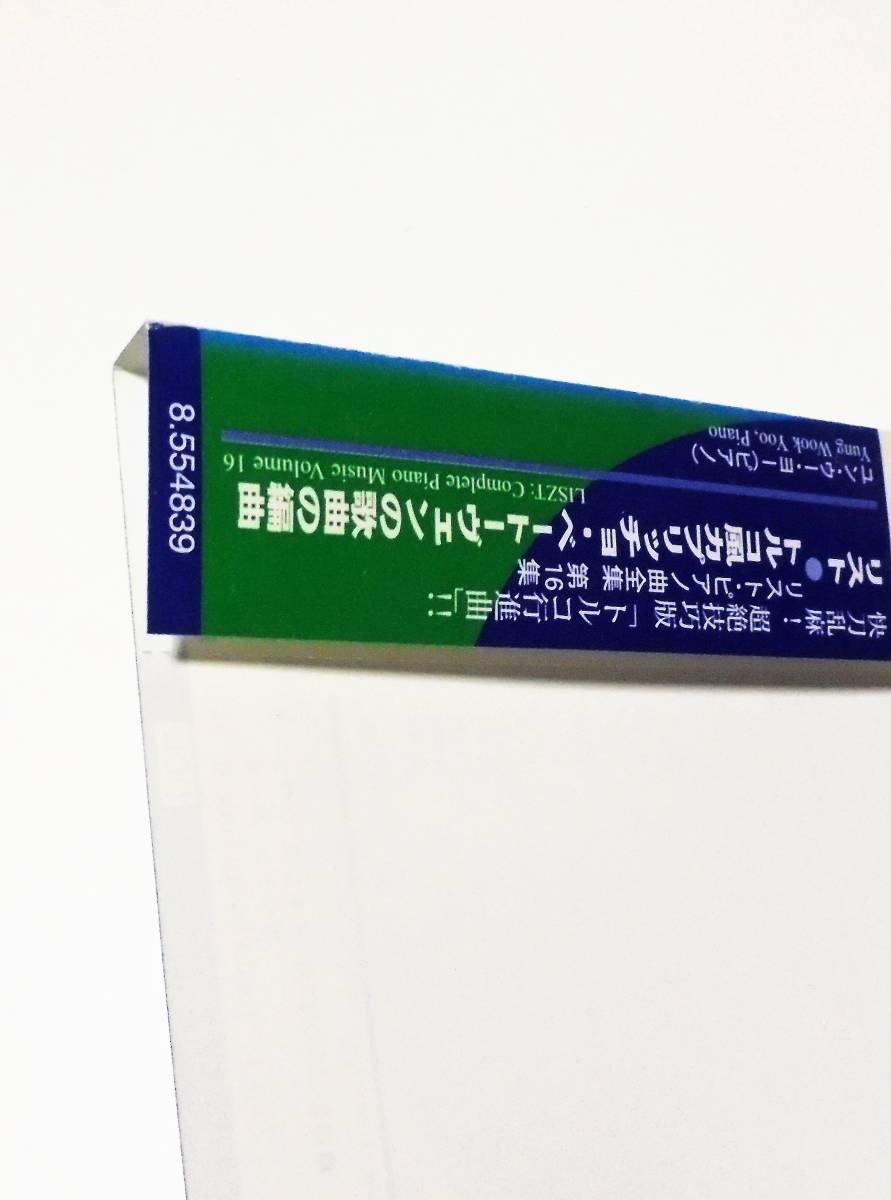 快刀乱麻！ 超絶技巧版「トルコ行進曲」!!
リスト・ピアノ曲全集 第16集
リスト●トルコ風カプリッチョ・ベートーヴェンの歌曲の編曲
LISZT: Complete Piano Music Volume 16
ユン・ウー・ヨー（ピアノ）
Yung Wook Yoo, Piano
8.554839